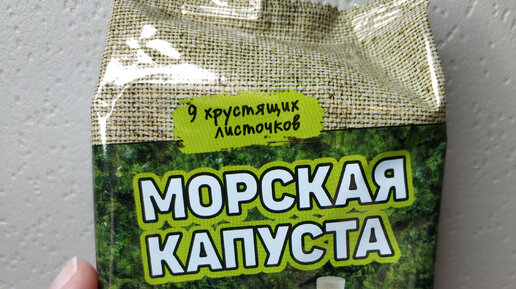 9 хрустящих
листочков
МОРСКАЯ
КАПУСТА